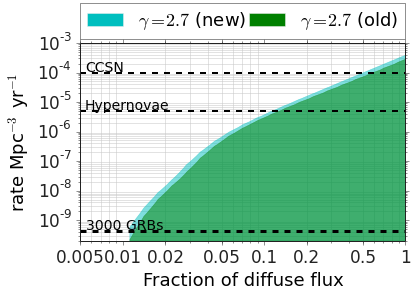 γ=2.7 (new) γ=2.7 (old)
10⁻³
CCSN
10⁻⁴
Hypernovae
10⁻⁵
10⁻⁶
10⁻⁷
10⁻⁸
3000 GRBs
10⁻⁹
rate Mpc⁻³ yr⁻¹
0.005 0.01 0.02 0.05 0.1 0.2 0.5 1
Fraction of diffuse flux